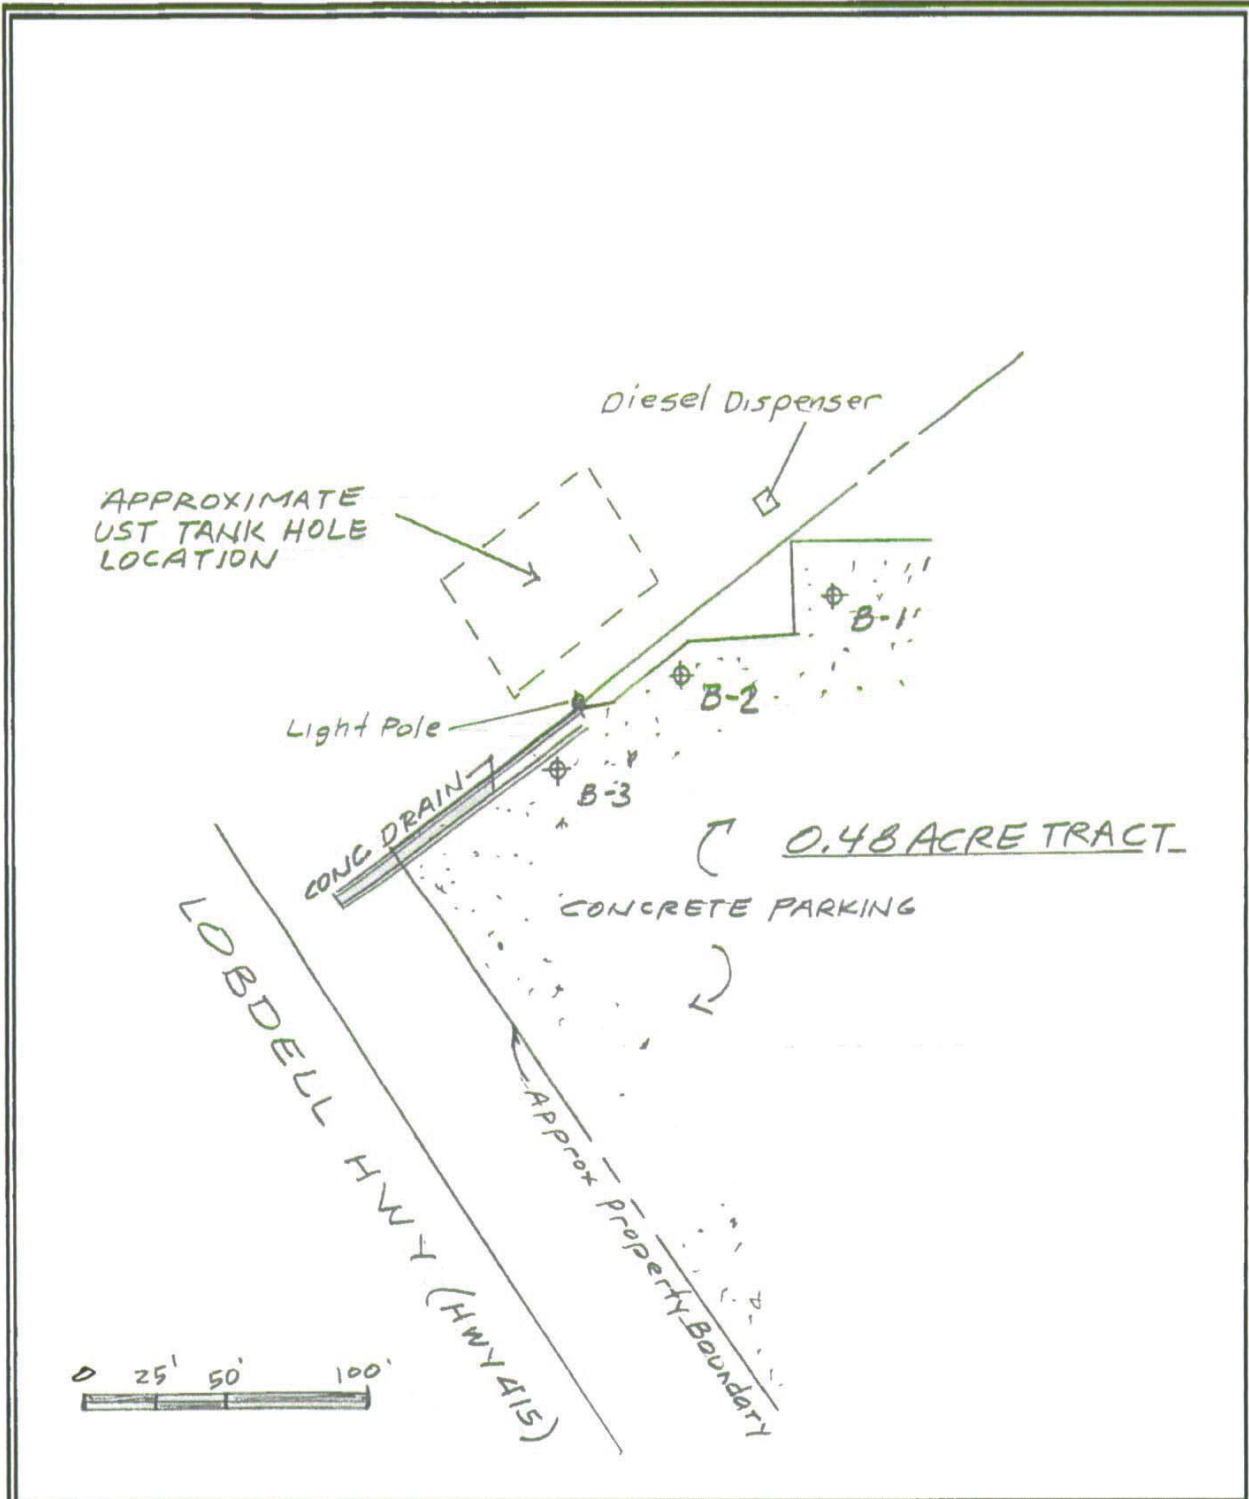 Diesel Dispenser
APPROXIMATE
UST TANK HOLE
LOCATION
B-1
B-2
Light Pole
B-3
CONC DRAIN
0.48 ACRE TRACT
CONCRETE PARKING
LOBDELL HWY (HWY 415)
Approx Property Boundary
0 25' 50' 100'